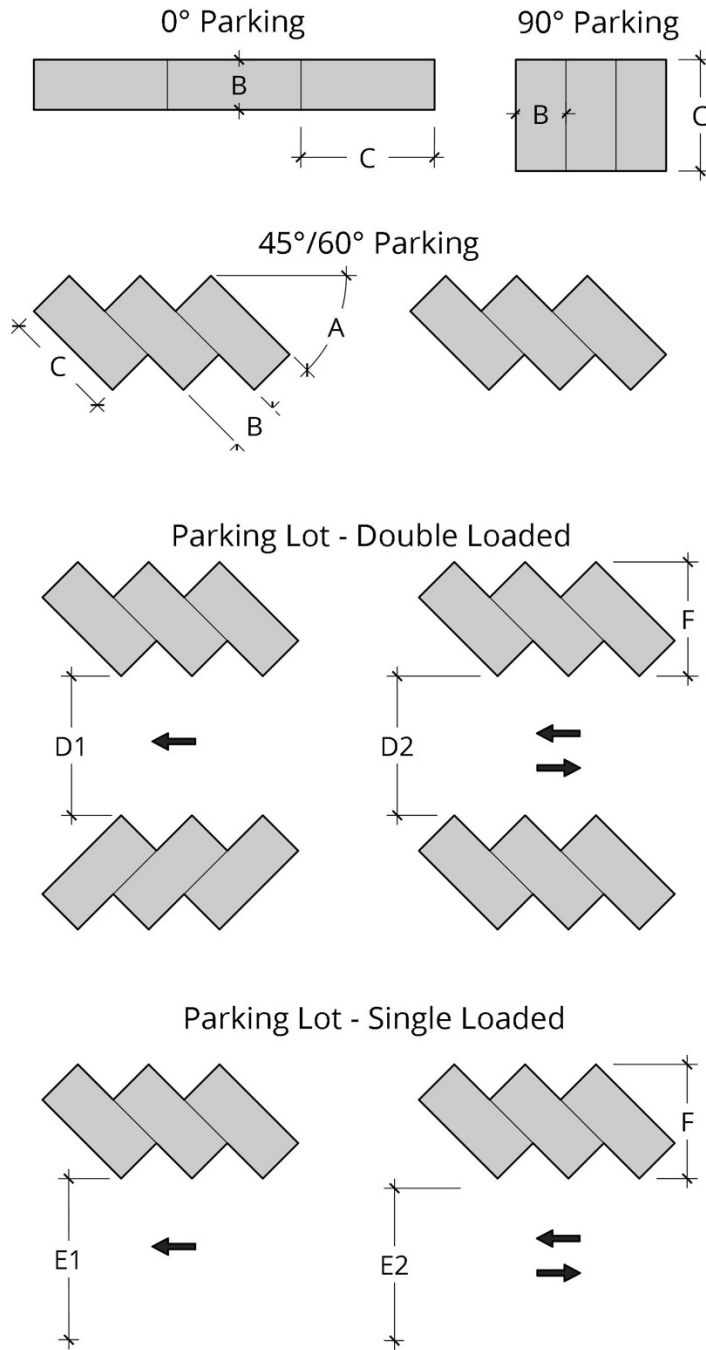 0° Parking
90° Parking
B
C
B
C
45°/60° Parking
A
C
B
Parking Lot - Double Loaded
F
D1
D2
Parking Lot - Single Loaded
F
E1
E2